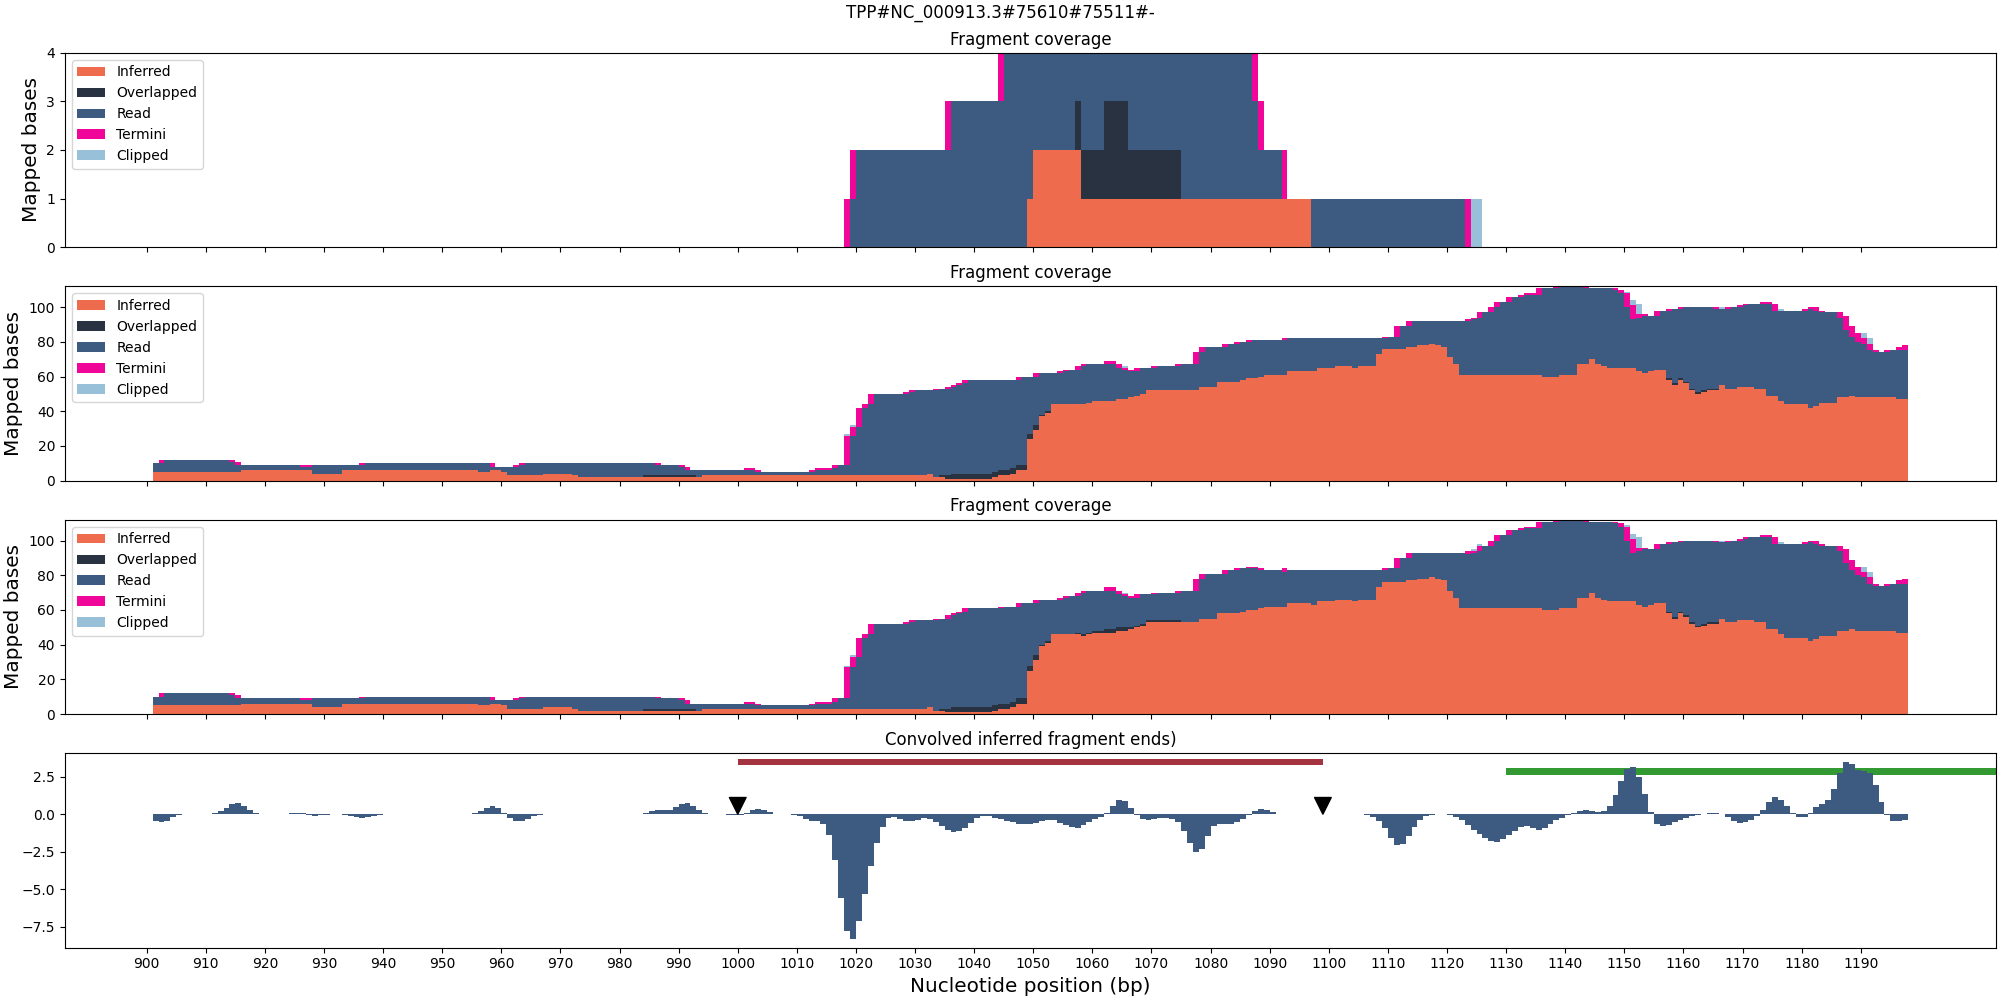 TPP#NC_000913.3#75610#75511#-
Fragment coverage
Mapped bases
4
3
2
1
0
Inferred
Overlapped
Read
Termini
Clipped
Fragment coverage
Mapped bases
100
80
60
40
20
0
Inferred
Overlapped
Read
Termini
Clipped
Fragment coverage
Mapped bases
100
80
60
40
20
0
Inferred
Overlapped
Read
Termini
Clipped
Convolved inferred fragment ends)
2.5
0.0
−2.5
−5.0
−7.5
900 910 920 930 940 950 960 970 980 990 1000 1010 1020 1030 1040 1050 1060 1070 1080 1090 1100 1110 1120 1130 1140 1150 1160 1170 1180 1190
Nucleotide position (bp)